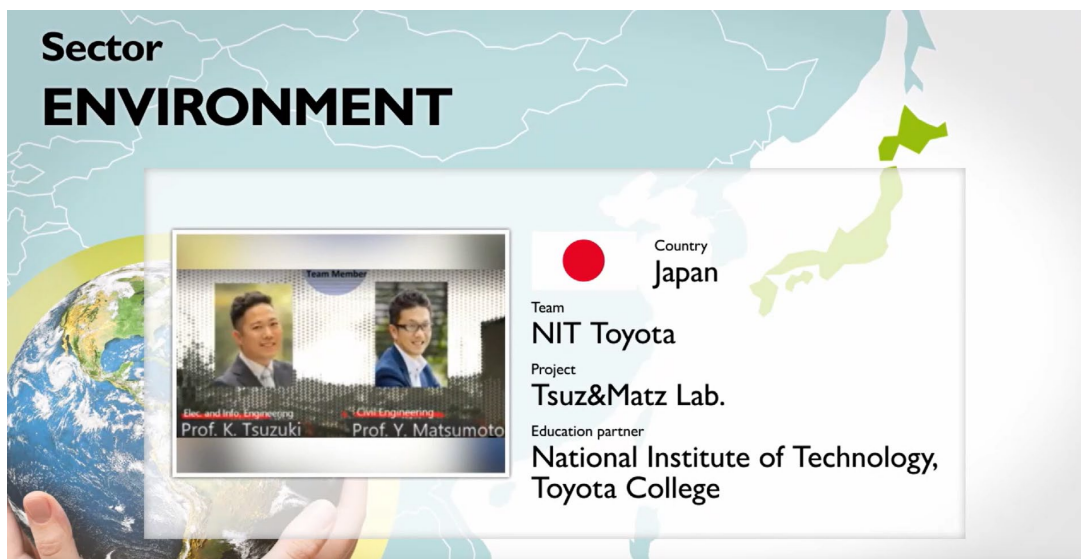 Sector
ENVIRONMENT
Team Member
Elec. and Info. Engineering
Prof. K. Tsuzuki
Civil Engineering
Prof. Y. Matsumoto
Country
Japan
Team
NIT Toyota
Project
Tsuz&Matz Lab.
Education partner
National Institute of Technology,
Toyota College